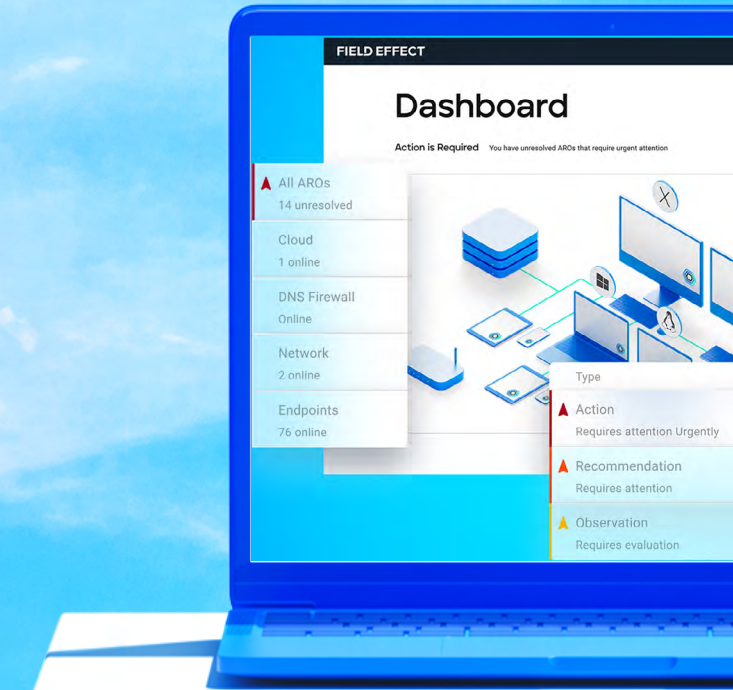 FIELD EFFECT
Dashboard
Action is Required You have unresolved AROs that require urgent attention
All AROs
14 unresolved
Cloud
1 online
DNS Firewall
Online
Network
2 online
Endpoints
76 online
Type
Action
Requires attention Urgently
Recommendation
Requires attention
Observation
Requires evaluation